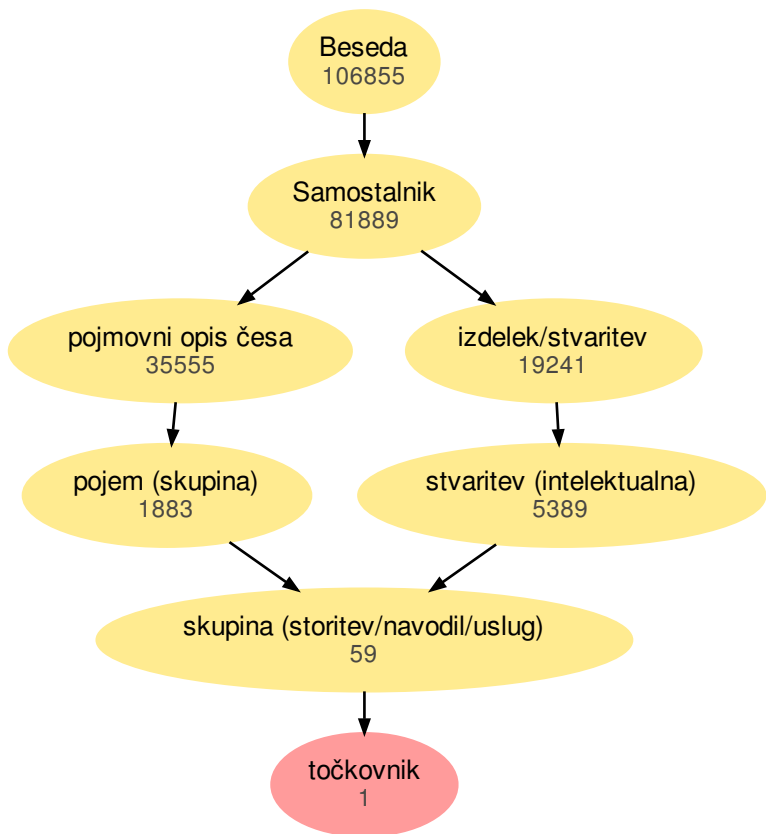 Beseda
106855
Samostalnik
81889
pojmovni opis česa
35555
izdelek/stvaritev
19241
pojem (skupina)
1883
stvaritev (intelektualna)
5389
skupina (storitev/navodil/uslug)
59
točkovnik
1